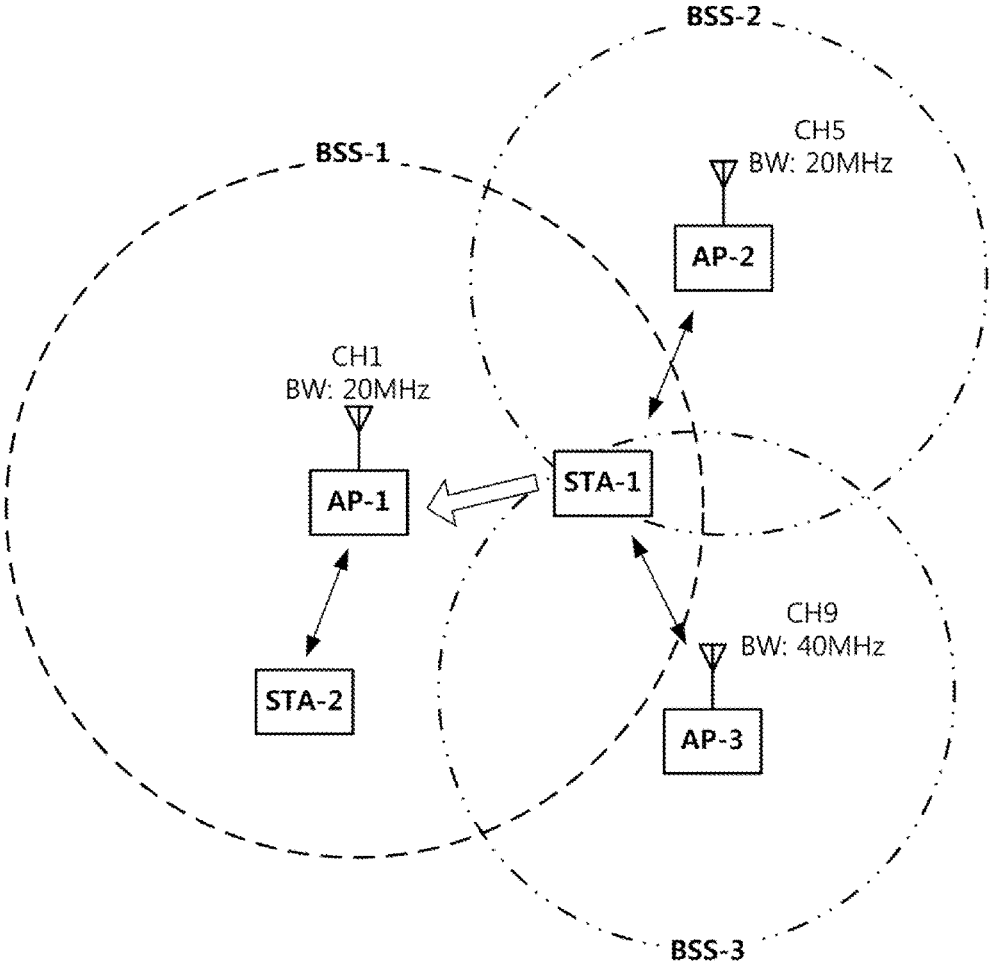 BSS-2
CH5
BW: 20MHz
BSS-1
AP-2
CH1
BW: 20MHz
STA-1
AP-1
CH9
BW: 40MHz
STA-2
AP-3
BSS-3